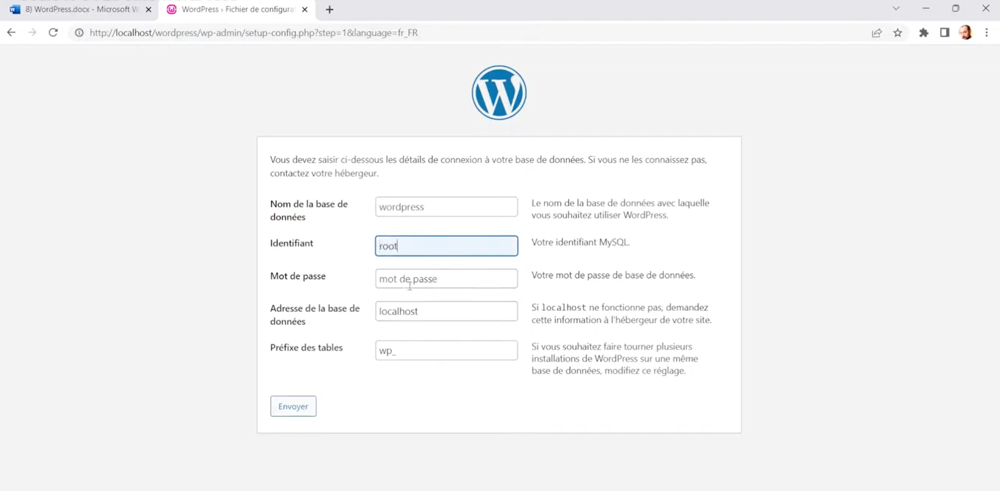 8) WordPress.docx - Microsoft W
WordPress › Fichier de configura
http://localhost/wordpress/wp-admin/setup-config.php?step=1&language=fr_FR
W
Vous devez saisir ci-dessous les détails de connexion à votre base de données. Si vous ne les connaissez pas,
contactez votre hébergeur.
Nom de la base de
données
wordpress
Le nom de la base de données avec laquelle
vous souhaitez utiliser WordPress.
Identifiant
root
Votre identifiant MySQL.
Mot de passe
mot de passe
Votre mot de passe de base de données.
Adresse de la base de
données
localhost
Si localhost ne fonctionne pas, demandez
cette information à l'hébergeur de votre site.
Préfixe des tables
wp_
Si vous souhaitez faire tourner plusieurs
installations de WordPress sur une même
base de données, modifiez ce réglage.
Envoyer